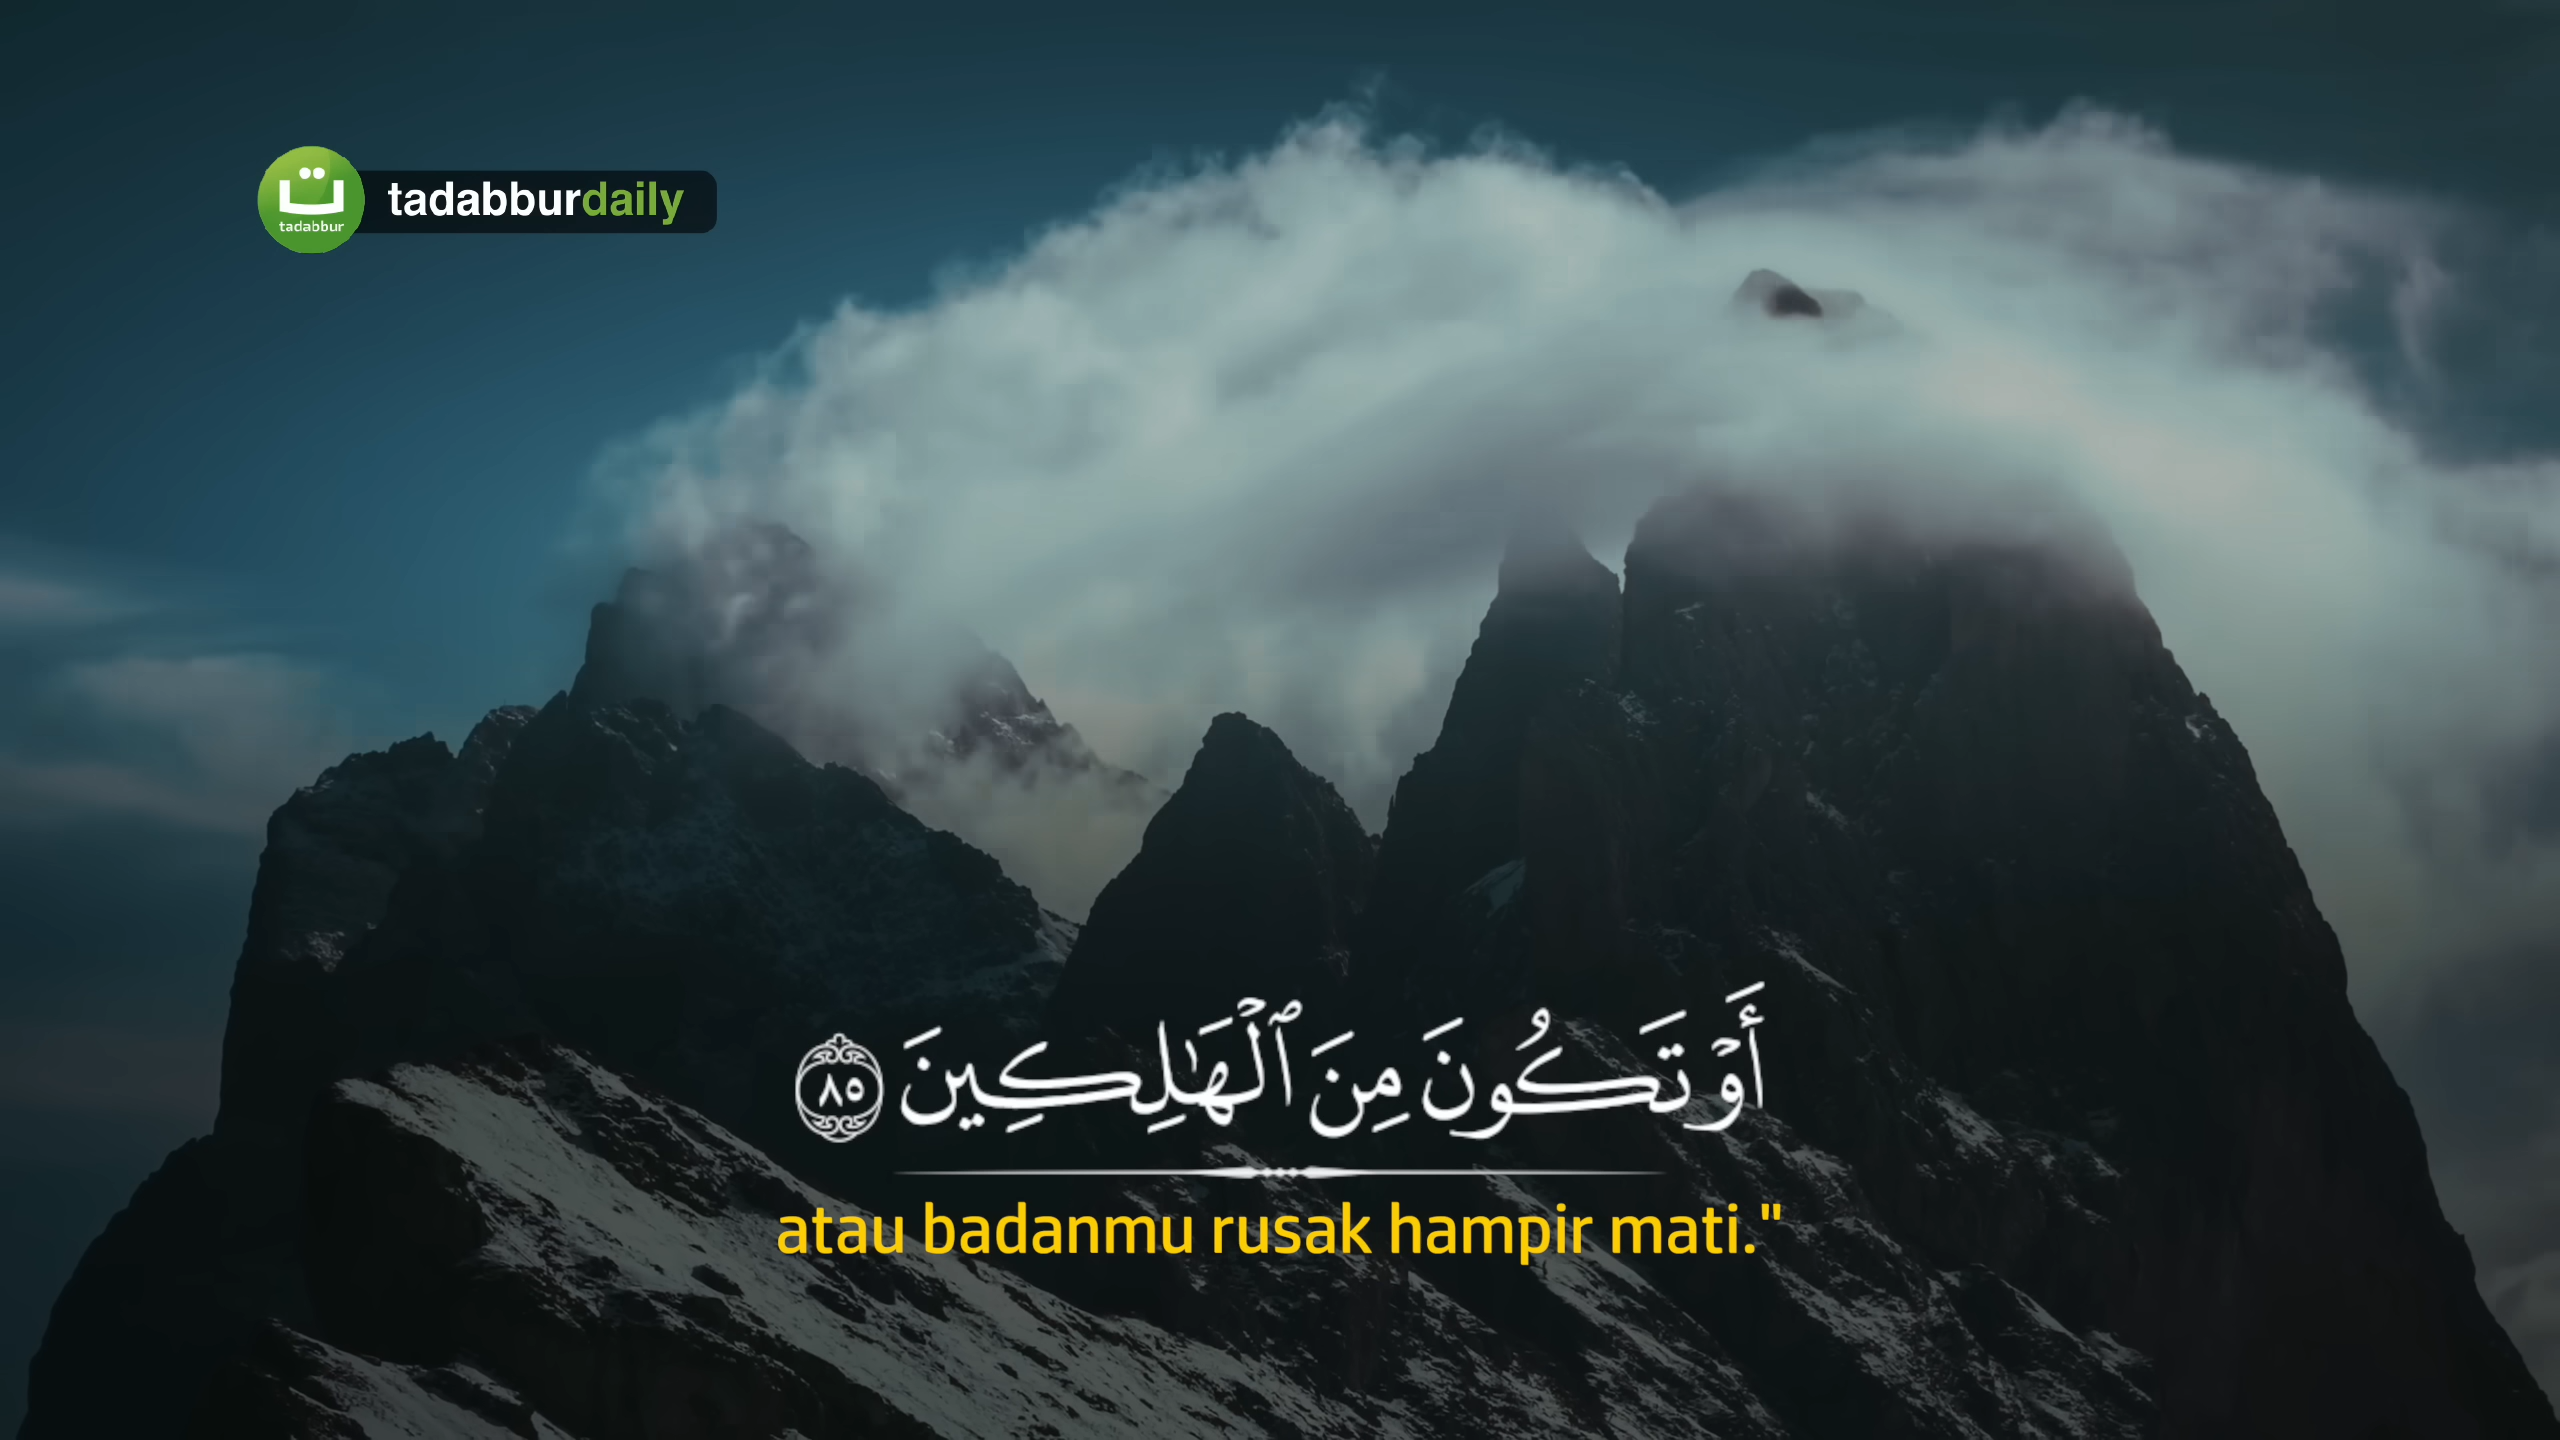 ت
tadabbur
tadabburdaily
أَوْ تَكُونَ مِنَ ٱلْهَٰلِكِينَ ٨٥
atau badanmu rusak hampir mati."